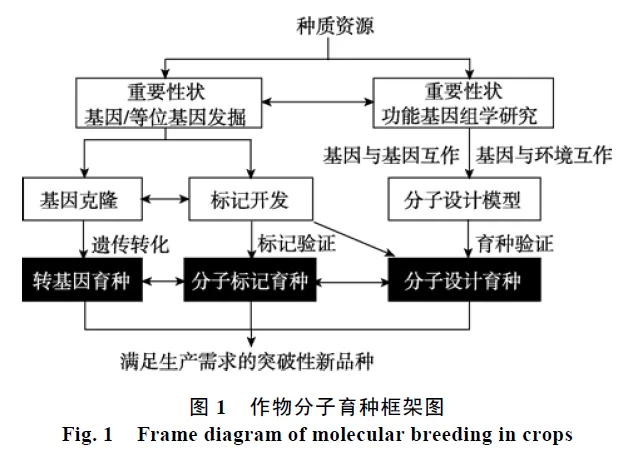 种质资源
重要性状
基因/等位基因发掘
重要性状
功能基因组学研究
基因与基因互作
基因与环境互作
基因克隆
标记开发
分子设计模型
遗传转化
标记验证
育种验证
转基因育种
分子标记育种
分子设计育种
满足生产需求的突破性新品种
图 1 作物分子育种框架图
Fig. 1 Frame diagram of molecular breeding in crops